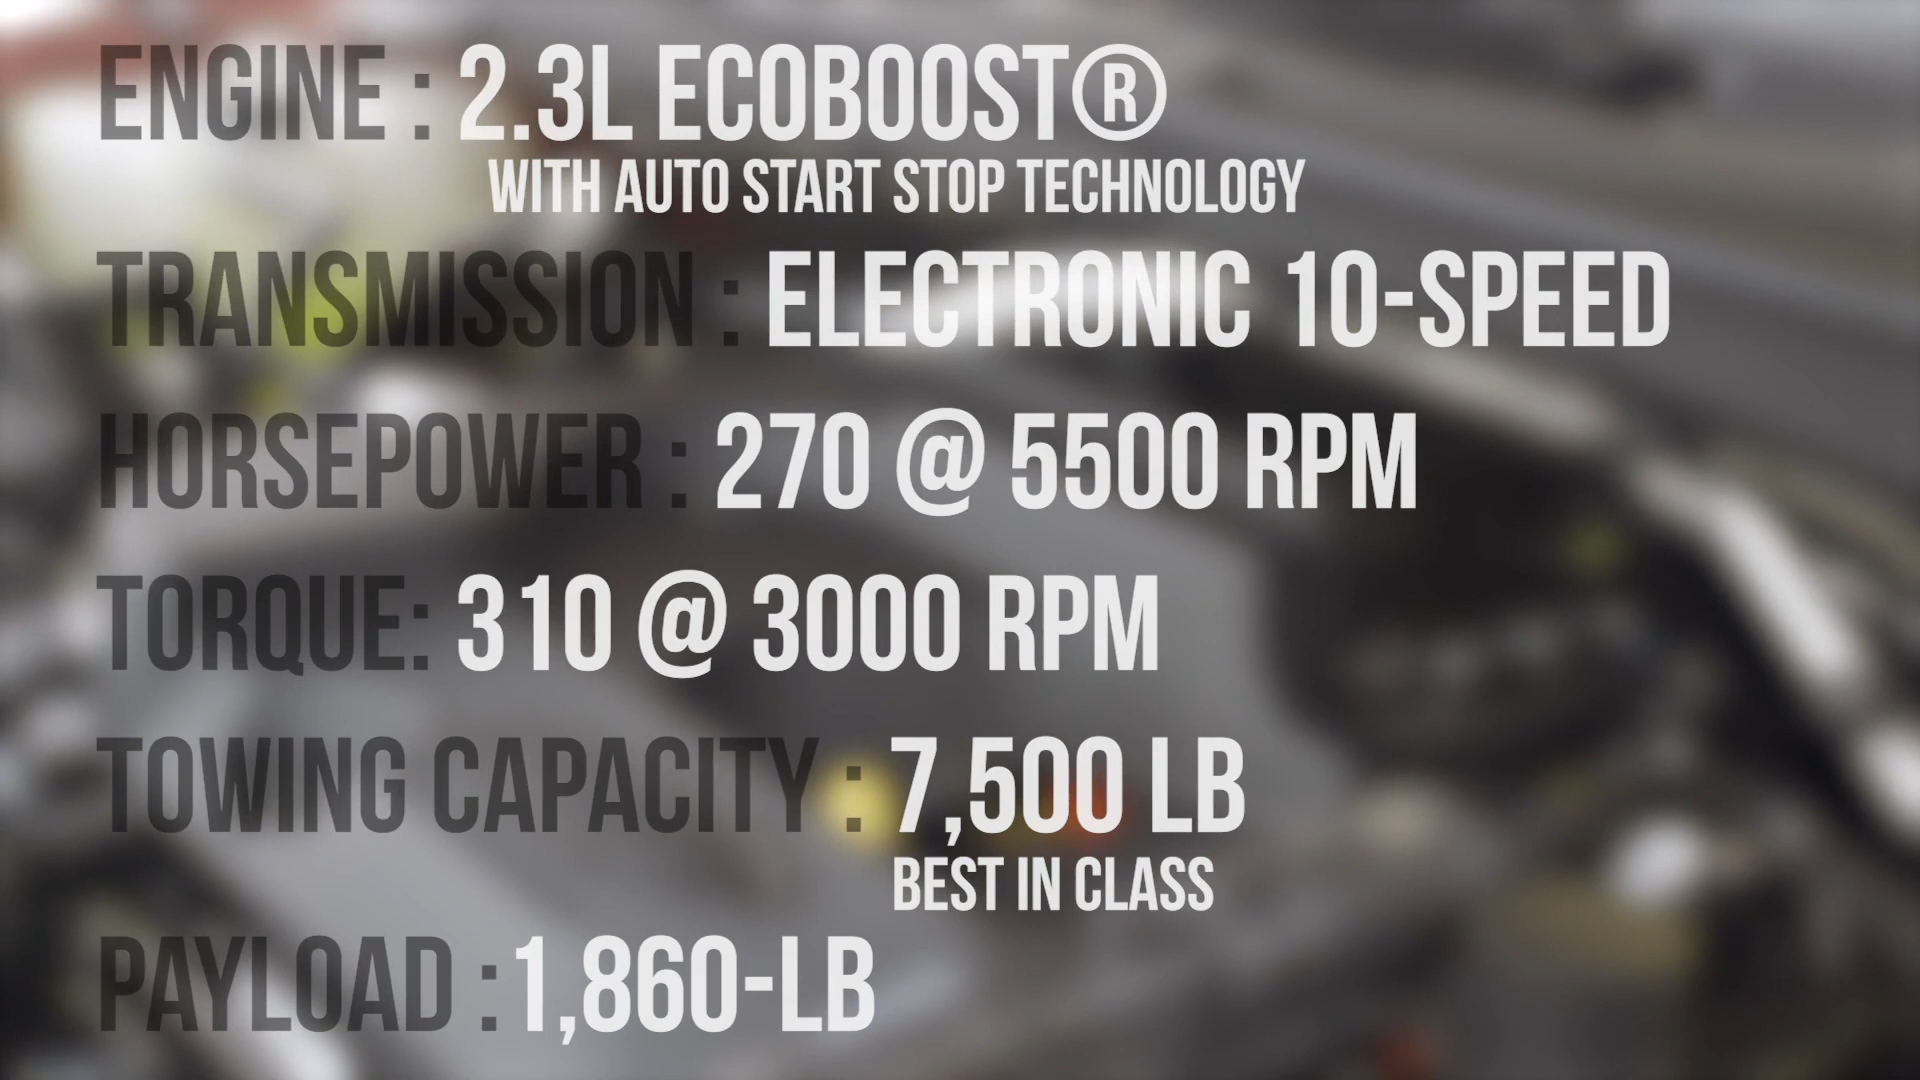 ENGINE : 2.3L ECOBOOST®
WITH AUTO START STOP TECHNOLOGY
TRANSMISSION : ELECTRONIC 10-SPEED
HORSEPOWER : 270 @ 5500 RPM
TORQUE: 310 @ 3000 RPM
TOWING CAPACITY : 7,500 LB
BEST IN CLASS
PAYLOAD : 1,860-LB